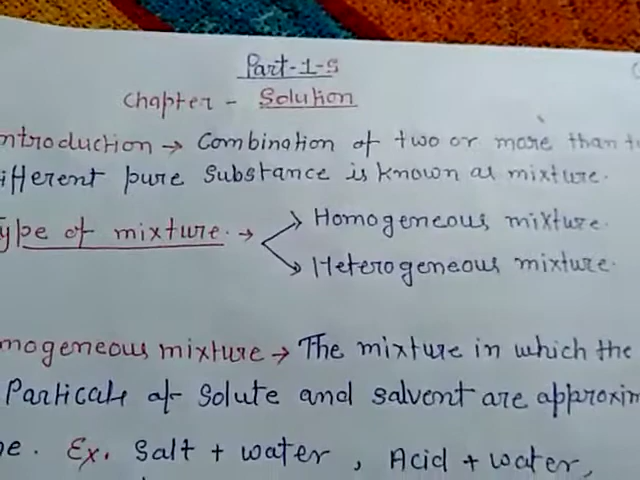 Part-1-S
Chapter - Solution
ntroduction → Combination of two or more than t
ifferent pure substance is known as mixture.
ype of mixture. → Homogeneous mixture.
Heterogeneous mixture.
mogeneous mixture → The mixture in which the
Particals of solute and salvent are approxim
Ex. Salt + water, Acid + water,